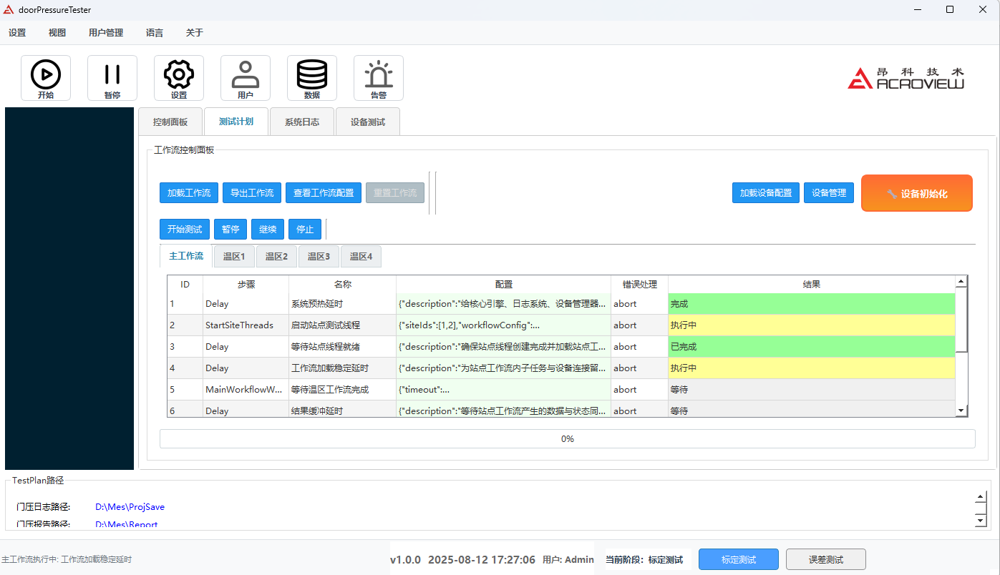 doorPressureTester
设置 视图 用户管理 语言 关于
开始 暂停 设置 用户 数据 告警
昂科技术
ACROVIEW
控制面板 测试计划 系统日志 设备测试
工作流控制面板
加载工作流 导出工作流 查看工作流配置 重置工作流 加载设备配置 设备管理 设备初始化
开始测试 暂停 继续 停止
主工作流 温区1 温区2 温区3 温区4
ID 步骤 名称 配置 错误处理 结果
1 Delay 系统预热延时 {"description":"给核心引擎、日志系统、设备管理器... abort 完成
2 StartSiteThreads 启动站点测试线程 {"siteIds":[1,2],"workflowConfig":... abort 执行中
3 Delay 等待站点线程就绪 {"description":"确保站点线程创建完成并加载站点工... abort 已完成
4 Delay 工作流加载稳定延时 {"description":"为站点工作流内子任务与设备连接留... abort 执行中
5 MainWorkflowW... 等待温区工作流完成 {"timeout":... abort 等待
6 Delay 结果缓冲延时 {"description":"等待站点工作流产生的数据与状态同... abort 等待
0%
TestPlan路径
门压日志路径: D:\Mes\ProjSave
门压报告路径: D:\Mes\Report
主工作流执行中: 工作流加载稳定延时 v1.0.0 2025-08-12 17:27:06 用户: Admin 当前阶段: 标定测试 标定测试 误差测试